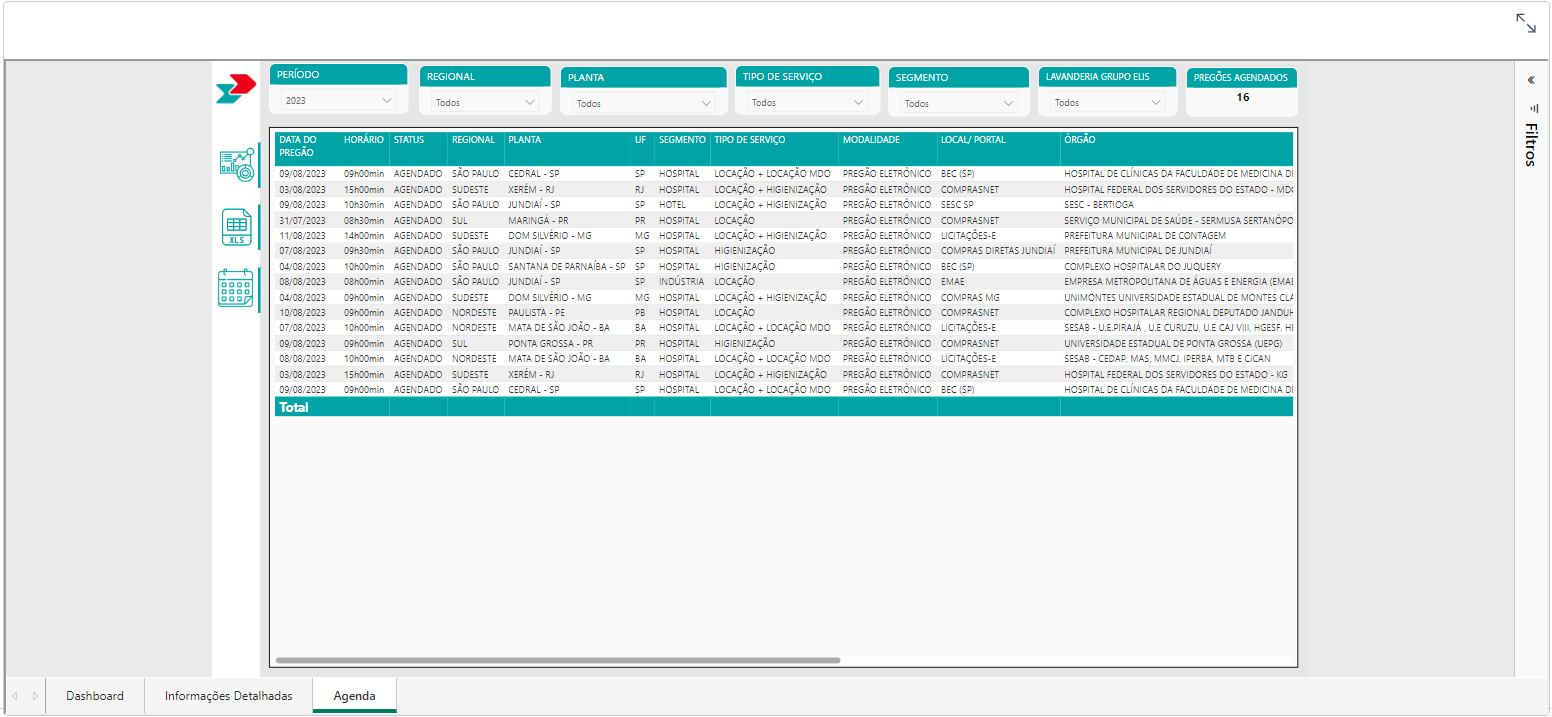 PERÍODO REGIONAL PLANTA TIPO DE SERVIÇO SEGMENTO LAVANDERIA GRUPO ELIS PREGÕES AGENDADOS
2023 Todos Todos Todos Todos Todos 16
Filtros
DATA DO PREGÃO HORÁRIO STATUS REGIONAL PLANTA UF SEGMENTO TIPO DE SERVIÇO MODALIDADE LOCAL/ PORTAL ÓRGÃO
09/08/2023 09h00min AGENDADO SÃO PAULO CEDRAL - SP SP HOSPITAL LOCAÇÃO + LOCAÇÃO MDO PREGÃO ELETRÔNICO BEC (SP) HOSPITAL DE CLÍNICAS DA FACULDADE DE MEDICINA DI
03/08/2023 15h00min AGENDADO SUDESTE XERÉM - RJ RJ HOSPITAL LOCAÇÃO + HIGIENIZAÇÃO PREGÃO ELETRÔNICO COMPRASNET HOSPITAL FEDERAL DOS SERVIDORES DO ESTADO - MDO
09/08/2023 10h30min AGENDADO SÃO PAULO JUNDIAÍ - SP SP HOTEL LOCAÇÃO + HIGIENIZAÇÃO PREGÃO ELETRÔNICO SESC SP SESC - BERTIOGA
31/07/2023 08h30min AGENDADO SUL MARINGÁ - PR PR HOSPITAL LOCAÇÃO PREGÃO ELETRÔNICO COMPRASNET SERVIÇO MUNICIPAL DE SAÚDE - SERMUSA SERTANÓPO
11/08/2023 14h00min AGENDADO SUDESTE DOM SILVÉRIO - MG MG HOSPITAL LOCAÇÃO + HIGIENIZAÇÃO PREGÃO ELETRÔNICO LICITAÇÕES-E PREFEITURA MUNICIPAL DE CONTAGEM
07/08/2023 09h30min AGENDADO SÃO PAULO JUNDIAÍ - SP SP HOSPITAL HIGIENIZAÇÃO PREGÃO ELETRÔNICO COMPRAS DIRETAS JUNDIAÍ PREFEITURA MUNICIPAL DE JUNDIAÍ
04/08/2023 10h00min AGENDADO SÃO PAULO SANTANA DE PARNAÍBA - SP SP HOSPITAL HIGIENIZAÇÃO PREGÃO ELETRÔNICO BEC (SP) COMPLEXO HOSPITALAR DO JUQUERY
08/08/2023 08h00min AGENDADO SÃO PAULO JUNDIAÍ - SP SP INDÚSTRIA LOCAÇÃO PREGÃO ELETRÔNICO EMAE EMPRESA METROPOLITANA DE ÁGUAS E ENERGIA (EMAE
04/08/2023 09h00min AGENDADO SUDESTE DOM SILVÉRIO - MG MG HOSPITAL LOCAÇÃO + HIGIENIZAÇÃO PREGÃO ELETRÔNICO COMPRAS MG UNIMONTES UNIVERSIDADE ESTADUAL DE MONTES CLA
10/08/2023 09h00min AGENDADO NORDESTE PAULISTA - PE PB HOSPITAL LOCAÇÃO PREGÃO ELETRÔNICO COMPRASNET COMPLEXO HOSPITALAR REGIONAL DEPUTADO JANDUH
07/08/2023 10h00min AGENDADO NORDESTE MATA DE SÃO JOÃO - BA BA HOSPITAL LOCAÇÃO + LOCAÇÃO MDO PREGÃO ELETRÔNICO LICITAÇÕES-E SESAB - U.E.PIRAJÁ , U.E CURUZU, U.E CAJ VIII, HGESF, HI
09/08/2023 09h00min AGENDADO SUL PONTA GROSSA - PR PR HOSPITAL HIGIENIZAÇÃO PREGÃO ELETRÔNICO COMPRASNET UNIVERSIDADE ESTADUAL DE PONTA GROSSA (UEPG)
08/08/2023 10h00min AGENDADO NORDESTE MATA DE SÃO JOÃO - BA BA HOSPITAL LOCAÇÃO + LOCAÇÃO MDO PREGÃO ELETRÔNICO LICITAÇÕES-E SESAB - CEDAP, MAS, MMCJ, IPERBA, MTB E CICAN
03/08/2023 15h00min AGENDADO SUDESTE XERÉM - RJ RJ HOSPITAL LOCAÇÃO + HIGIENIZAÇÃO PREGÃO ELETRÔNICO COMPRASNET HOSPITAL FEDERAL DOS SERVIDORES DO ESTADO - KG
09/08/2023 09h00min AGENDADO SÃO PAULO CEDRAL - SP SP HOSPITAL LOCAÇÃO + LOCAÇÃO MDO PREGÃO ELETRÔNICO BEC (SP) HOSPITAL DE CLÍNICAS DA FACULDADE DE MEDICINA DI
Total
XLS
Dashboard Informações Detalhadas Agenda